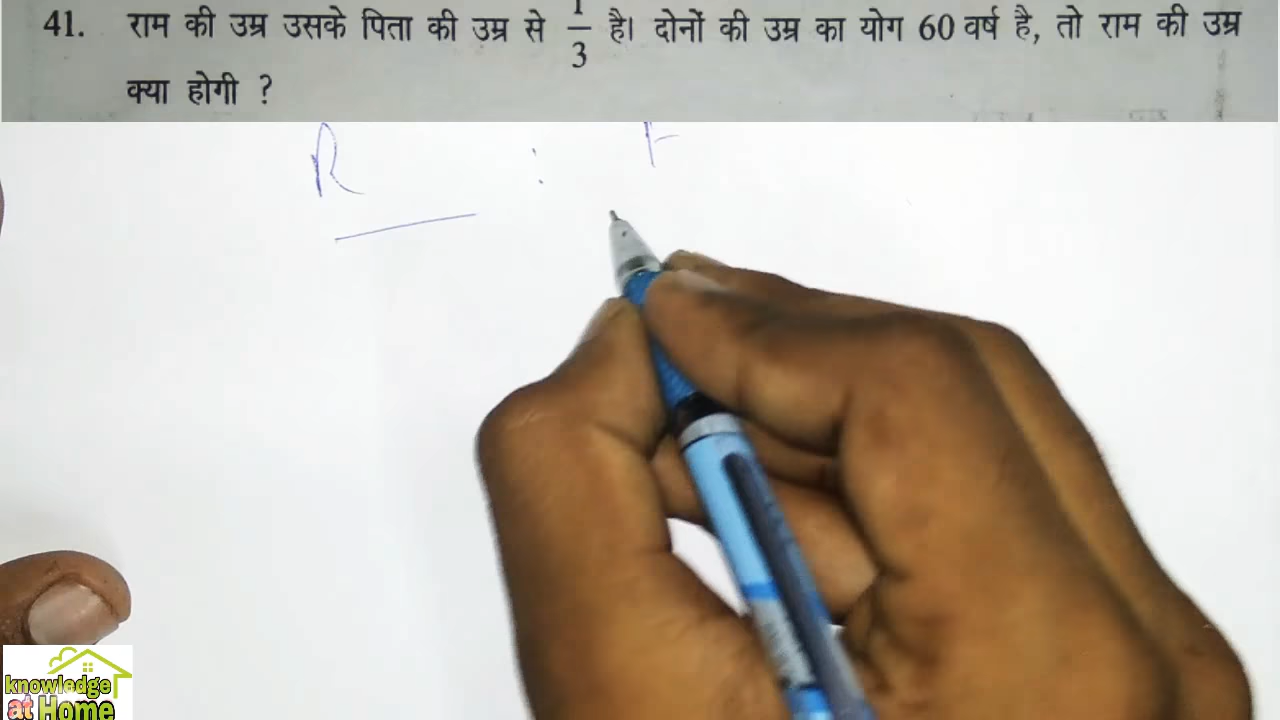 41. राम की उम्र उसके पिता की उम्र से 1/3 है। दोनों की उम्र का योग 60 वर्ष है, तो राम की उम्र
क्या होगी ?
R : F
knowledge
at Home